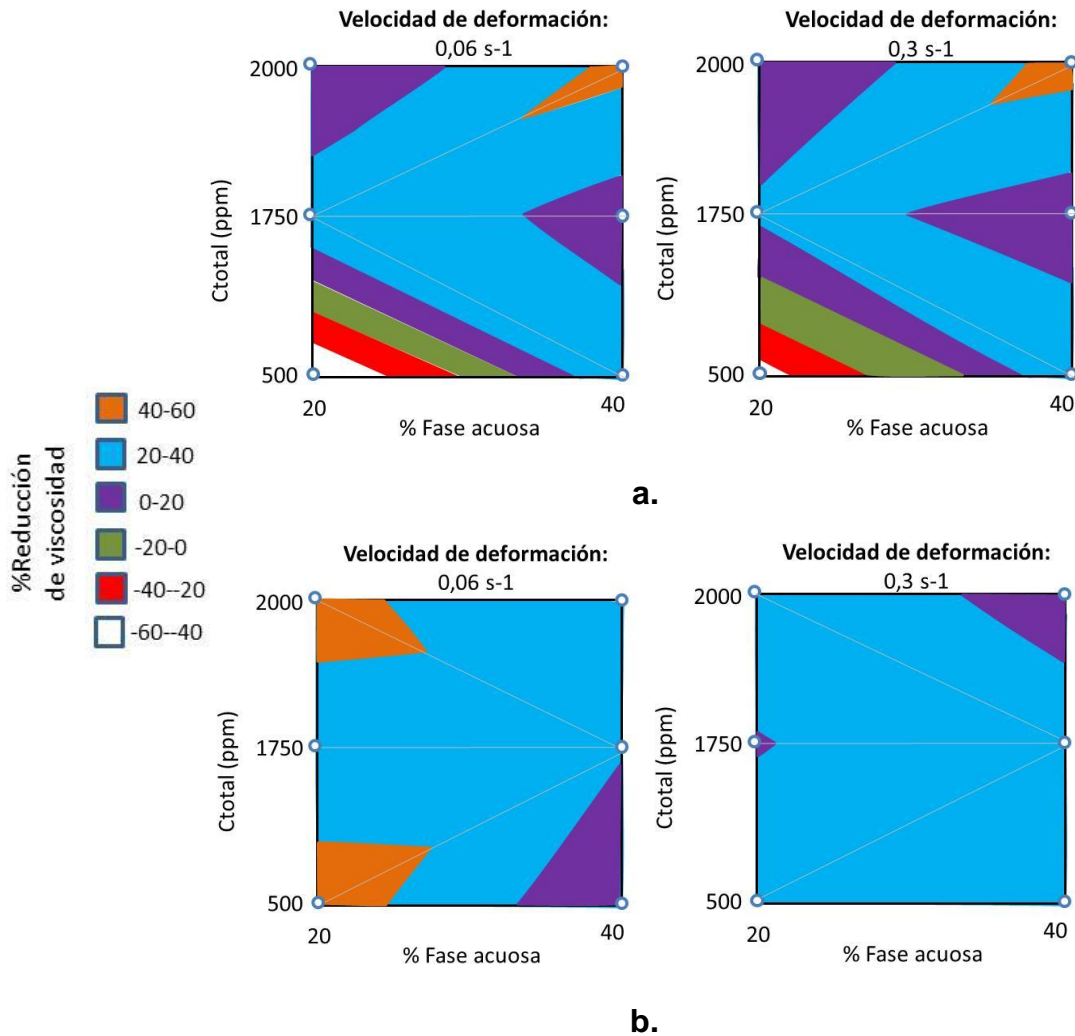 Velocidad de deformación:
0,06 s-1
Velocidad de deformación:
0,3 s-1
2000
1750
500
Ctotal (ppm)
20
40
% Fase acuosa
2000
1750
500
Ctotal (ppm)
20
40
% Fase acuosa
a.
%Reducción
de viscosidad
40-60
20-40
0-20
-20-0
-40--20
-60--40
Velocidad de deformación:
0,06 s-1
Velocidad de deformación:
0,3 s-1
2000
1750
500
Ctotal (ppm)
20
40
% Fase acuosa
2000
1750
500
Ctotal (ppm)
20
40
% Fase acuosa
b.